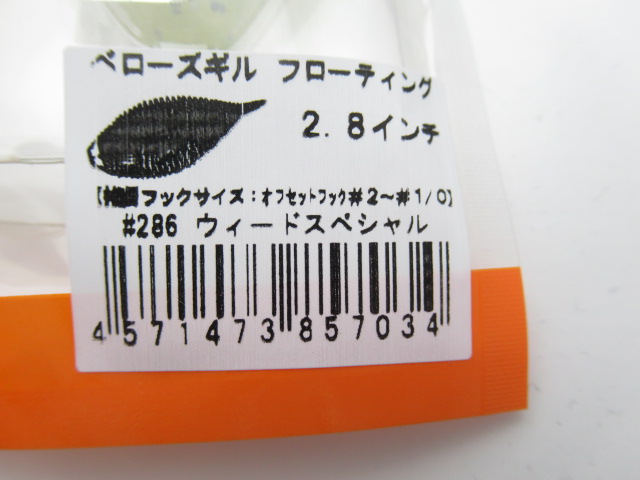 ベローズギル フローティング
2.8インチ
【推奨フックサイズ:オフセットフック#2～#1/0】
#286 ウィードスペシャル
4571473857034